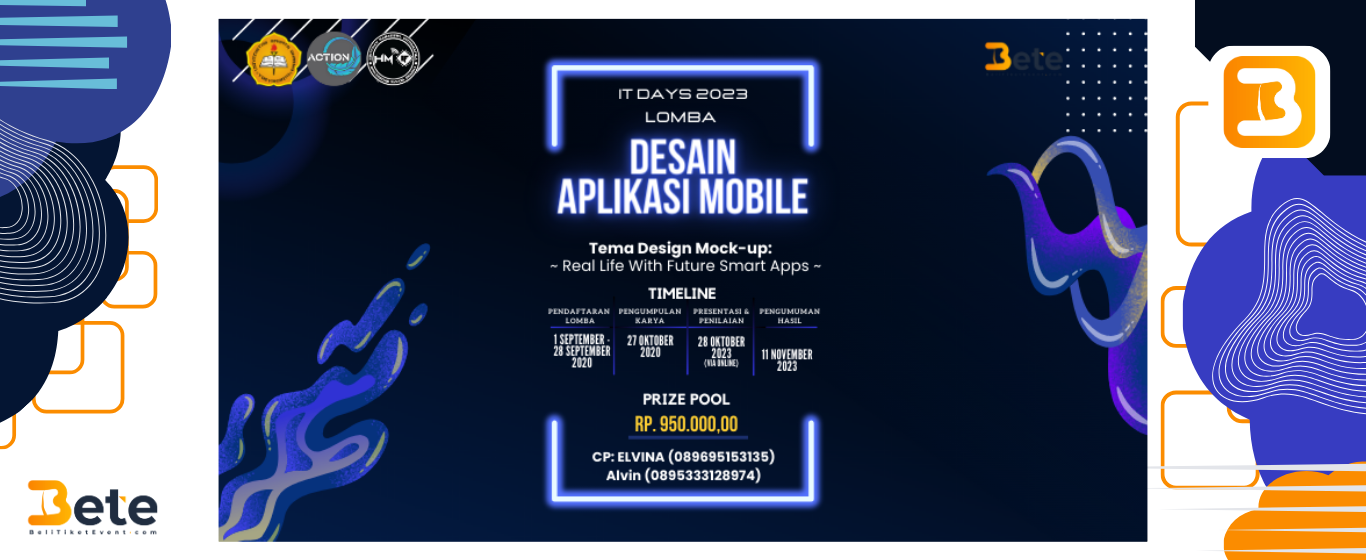 ACTION
HM
Bete
IT DAYS 2023
LOMBA
DESAIN
APLIKASI MOBILE
Tema Design Mock-up:
~ Real Life With Future Smart Apps ~
TIMELINE
PENDAFTARAN LOMBA
1 SEPTEMBER - 28 SEPTEMBER 2020
PENGUMPULAN KARYA
27 OKTOBER 2020
PRESENTASI & PENILAIAN
28 OKTOBER 2023
(VIA ONLINE)
PENGUMUMAN HASIL
11 NOVEMBER 2023
PRIZE POOL
RP. 950.000,00
CP: ELVINA (089695153135)
Alvin (0895333128974)
B
Bete
BeliTiketEvent.com